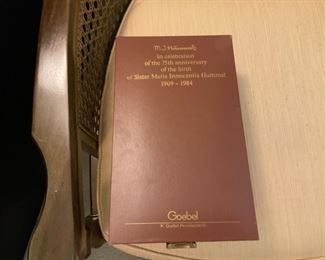 M.J. Hummel
in celebration
of the 75th anniversary
of the birth
of Sister Maria Innocentia Hummel
1909 - 1984
Goebel
W. Goebel Porzellanfabrik